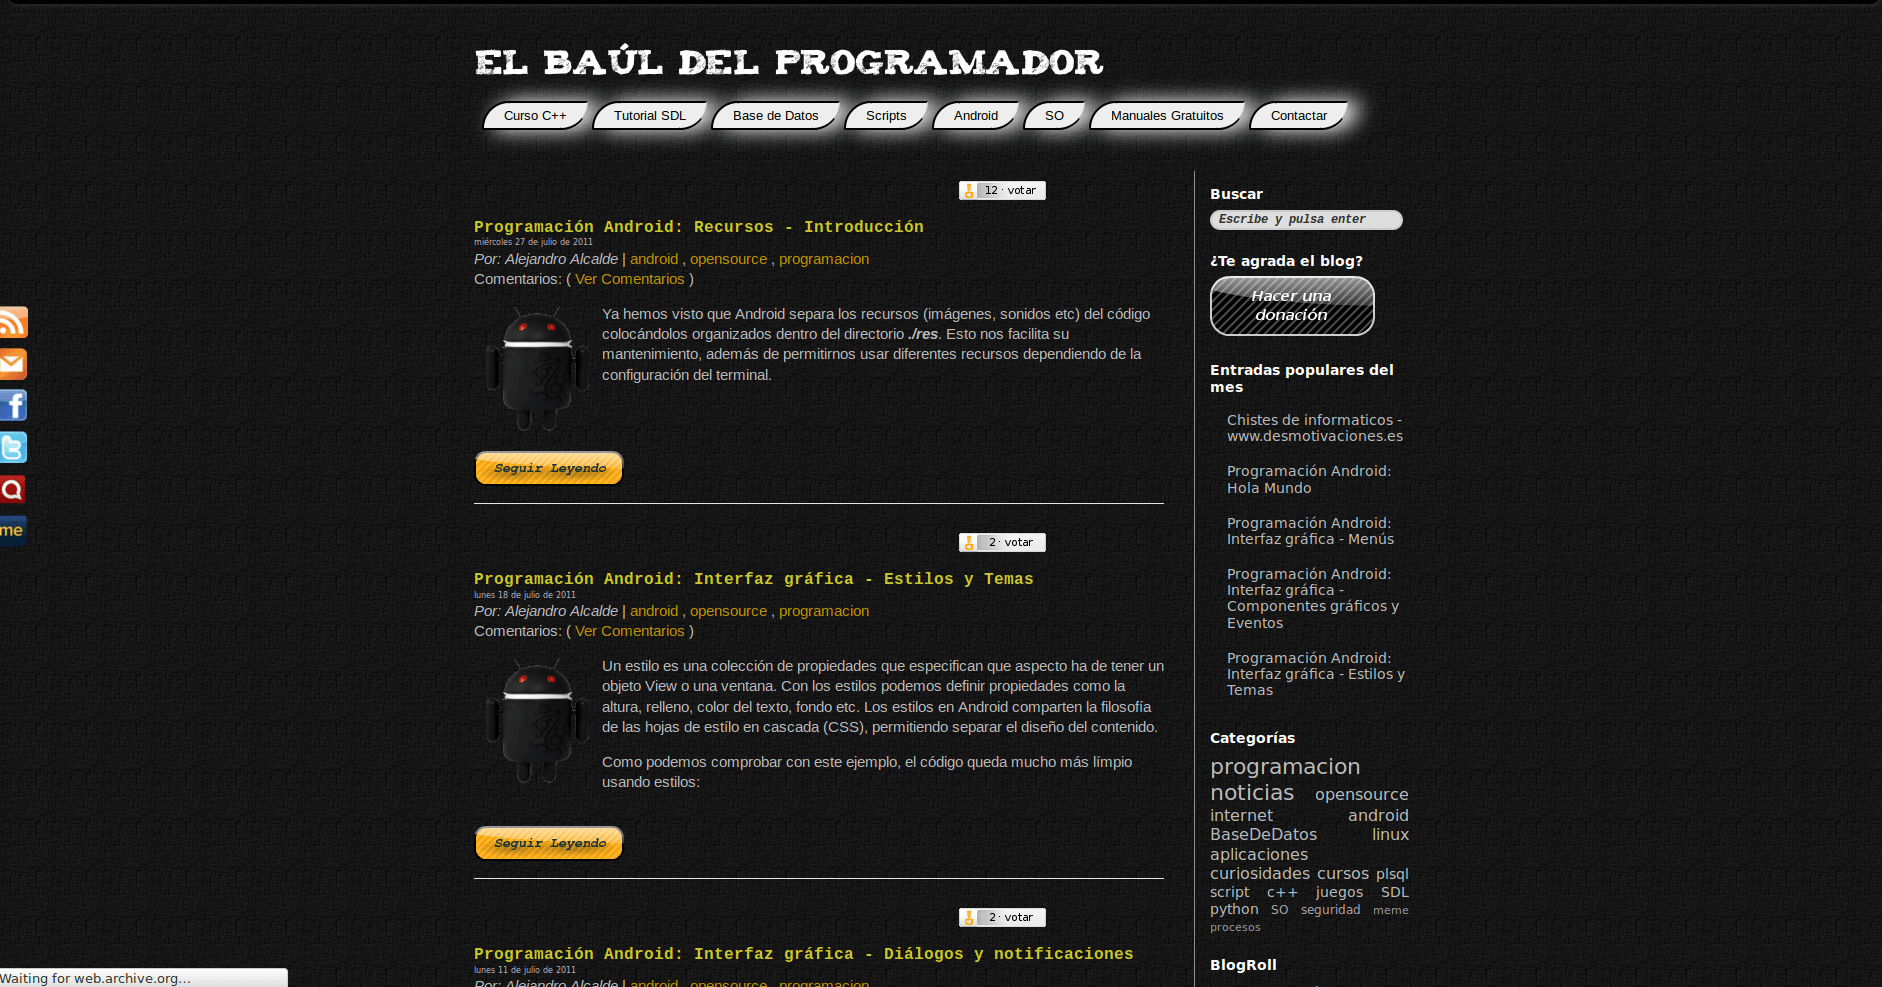 EL BAÚL DEL PROGRAMADOR
Curso C++
Tutorial SDL
Base de Datos
Scripts
Android
SO
Manuales Gratuitos
Contactar
12 · votar
Programación Android: Recursos - Introducción
miércoles 27 de julio de 2011
Por: Alejandro Alcalde | android , opensource , programacion
Comentarios: ( Ver Comentarios )
Ya hemos visto que Android separa los recursos (imágenes, sonidos etc) del código
colocándolos organizados dentro del directorio ./res. Esto nos facilita su
mantenimiento, además de permitirnos usar diferentes recursos dependiendo de la
configuración del terminal.
Seguir Leyendo
2 · votar
Programación Android: Interfaz gráfica - Estilos y Temas
lunes 18 de julio de 2011
Por: Alejandro Alcalde | android , opensource , programacion
Comentarios: ( Ver Comentarios )
Un estilo es una colección de propiedades que especifican que aspecto ha de tener un
objeto View o una ventana. Con los estilos podemos definir propiedades como la
altura, relleno, color del texto, fondo etc. Los estilos en Android comparten la filosofía
de las hojas de estílo en cascada (CSS), permitiendo separar el diseño del contenido.
Como podemos comprobar con este ejemplo, el código queda mucho más límpio
usando estilos:
Seguir Leyendo
2 · votar
Programación Android: Interfaz gráfica - Diálogos y notificaciones
lunes 11 de julio de 2011
Por: Alejandro Alcalde | android , opensource , programacion
Buscar
Escribe y pulsa enter
¿Te agrada el blog?
Hacer una
donación
Entradas populares del
mes
Chistes de informaticos -
www.desmotivaciones.es
Programación Android:
Hola Mundo
Programación Android:
Interfaz gráfica - Menús
Programación Android:
Interfaz gráfica -
Componentes gráficos y
Eventos
Programación Android:
Interfaz gráfica - Estilos y
Temas
Categorías
programacion
noticias opensource
internet android
BaseDeDatos linux
aplicaciones
curiosidades cursos plsql
script c++ juegos SDL
python SO seguridad meme
procesos
BlogRoll
me
Waiting for web.archive.org...